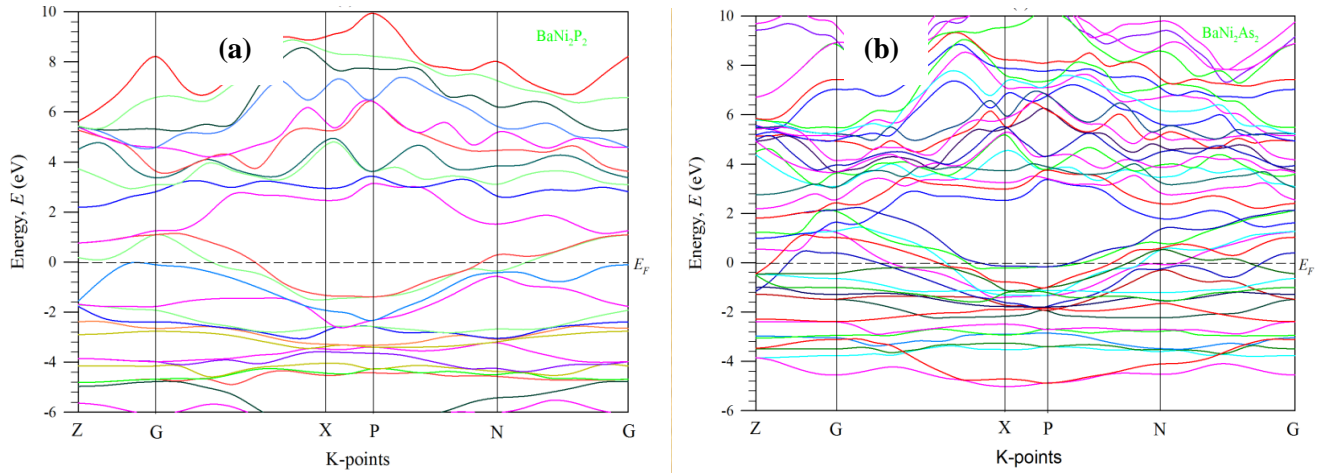 (a)
BaNi₂P₂
10
8
6
4
2
0
-2
-4
-6
Energy, E (eV)
E_F
Z G X P N G
K-points
(b)
BaNi₂As₂
10
8
6
4
2
0
-2
-4
-6
Energy, E (eV)
E_F
Z G X P N G
K-points